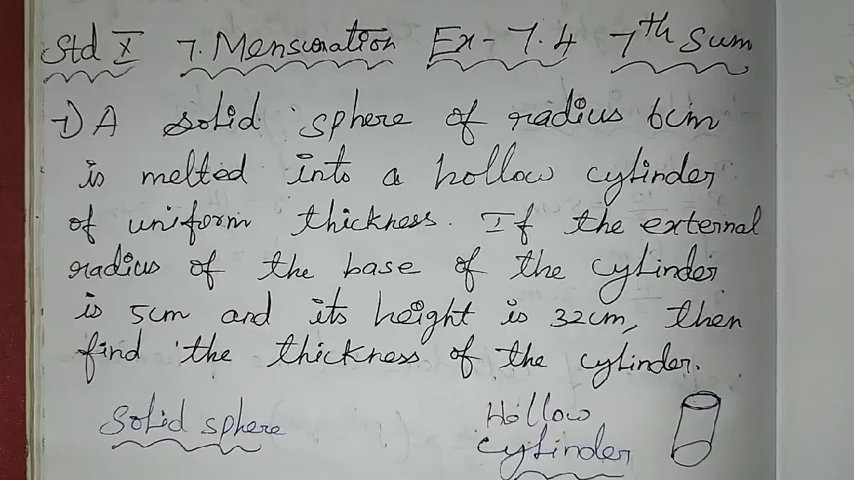 Std X 7. Mensuration Ex-7.4 7th Sum
7) A solid sphere of radius 6cm
is melted into a hollow cylinder
of uniform thickness. If the external
radius of the base of the cylinder
is 5cm and its height is 32cm, then
find the thickness of the cylinder.
Solid sphere
Hollow
cylinder